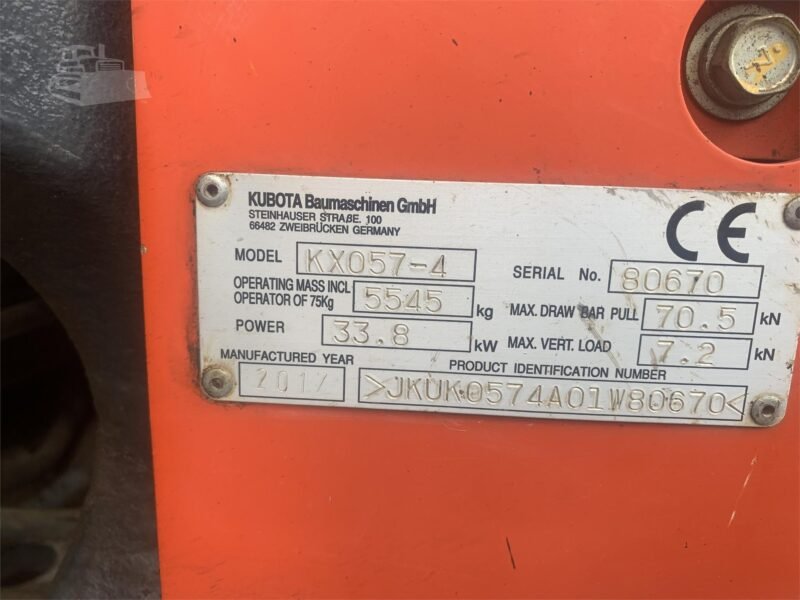 KUBOTA Baumaschinen GmbH
STEINHAUSER STRAßE. 100
66482 ZWEIBRÜCKEN GERMANY
CE
MODEL KX057-4
SERIAL No. 80670
OPERATING MASS INCL
OPERATOR OF 75Kg 5545 kg
MAX. DRAW BAR PULL 70.5 kN
POWER 33.8 kW
MAX. VERT. LOAD 7.2 kN
MANUFACTURED YEAR
2012
PRODUCT IDENTIFICATION NUMBER
>JKUK0574A01W80670<